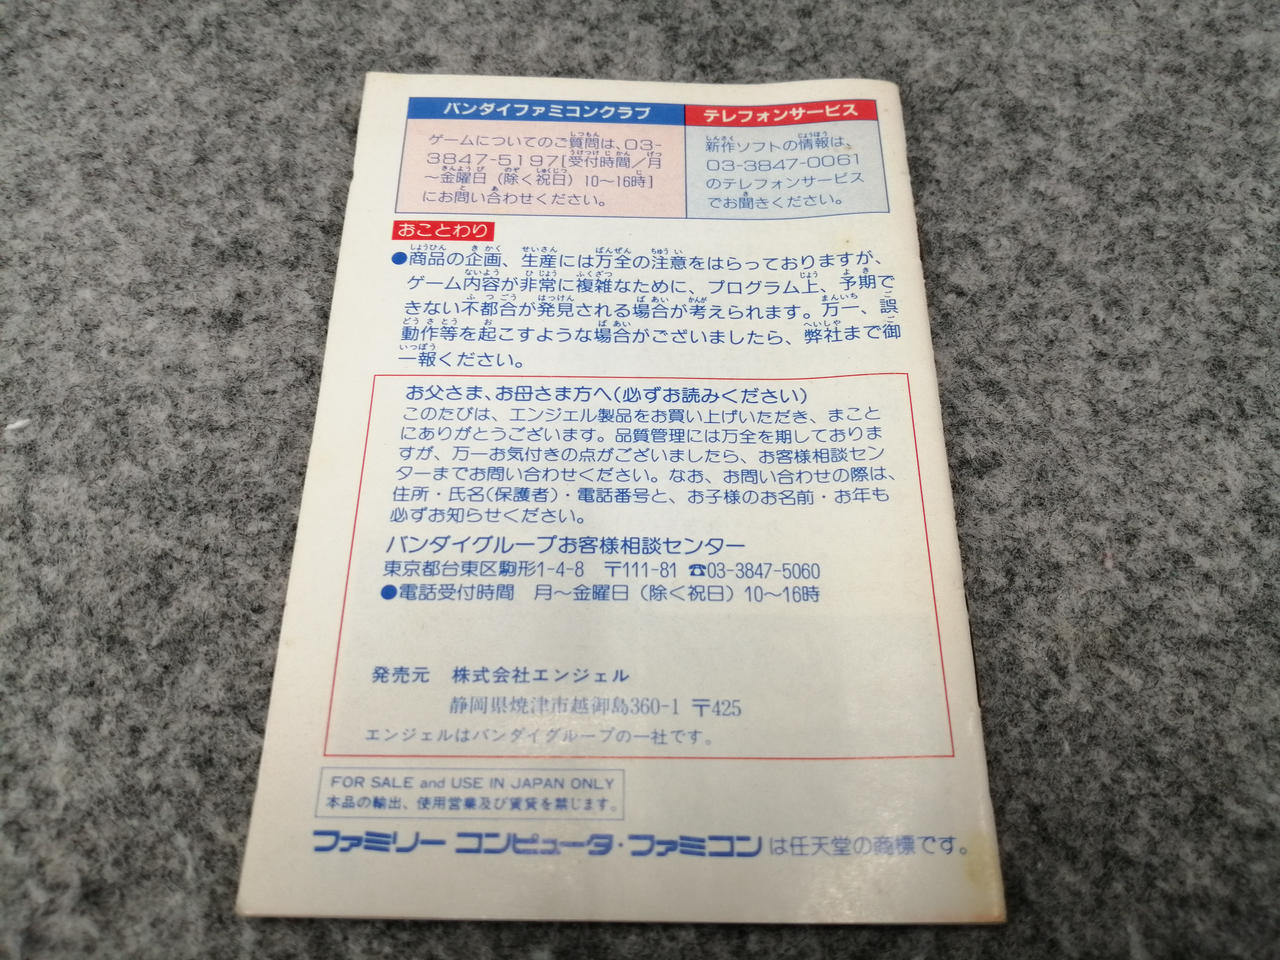 バンダイファミコンクラブ
ゲームについてのご質問は、03-
3847-5197[受付時間／月
～金曜日（除く祝日）10～16時]
にお問い合わせください。
テレフォンサービス
新作ソフトの情報は、
03-3847-0061
のテレフォンサービス
でお聞きください。
おことわり
●商品の企画、生産には万全の注意をはらっておりますが、
ゲーム内容が非常に複雑なために、プログラム上、予期で
きない不都合が発見される場合が考えられます。万一、誤
動作等を起こすような場合がございましたら、弊社まで御
一報ください。
お父さま、お母さま方へ（必ずお読みください）
このたびは、エンジェル製品をお買い上げいただき、まこと
にありがとうございます。品質管理には万全を期しておりま
すが、万一お気付きの点がございましたら、お客様相談セン
ターまでお問い合わせください。なお、お問い合わせの際は、
住所・氏名（保護者）・電話番号と、お子様のお名前・お年も
必ずお知らせください。
バンダイグループお客様相談センター
東京都台東区駒形1-4-8　〒111-81 ☎03-3847-5060
●電話受付時間　月～金曜日（除く祝日）10～16時
発売元　株式会社エンジェル
静岡県焼津市越御島360-1 〒425
エンジェルはバンダイグループの一社です。
FOR SALE and USE IN JAPAN ONLY
本品の輸出、使用営業及び賃貸を禁じます。
ファミリーコンピュータ・ファミコンは任天堂の商標です。